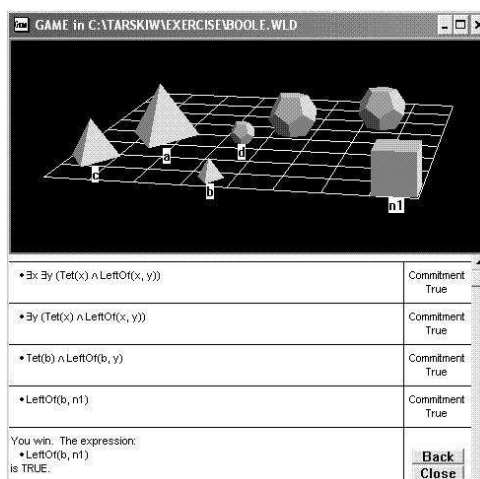 GAME in C:\TARSKIW\EXERCISE\BOOLE.WLD
a
d
c
b
n1
∃x ∃y (Tet(x) ∧ LeftOf(x, y))
Commitment
True
∃y (Tet(x) ∧ LeftOf(x, y))
Commitment
True
Tet(b) ∧ LeftOf(b, y)
Commitment
True
LeftOf(b, n1)
Commitment
True
You win. The expression:
LeftOf(b, n1)
is TRUE.
Back
Close